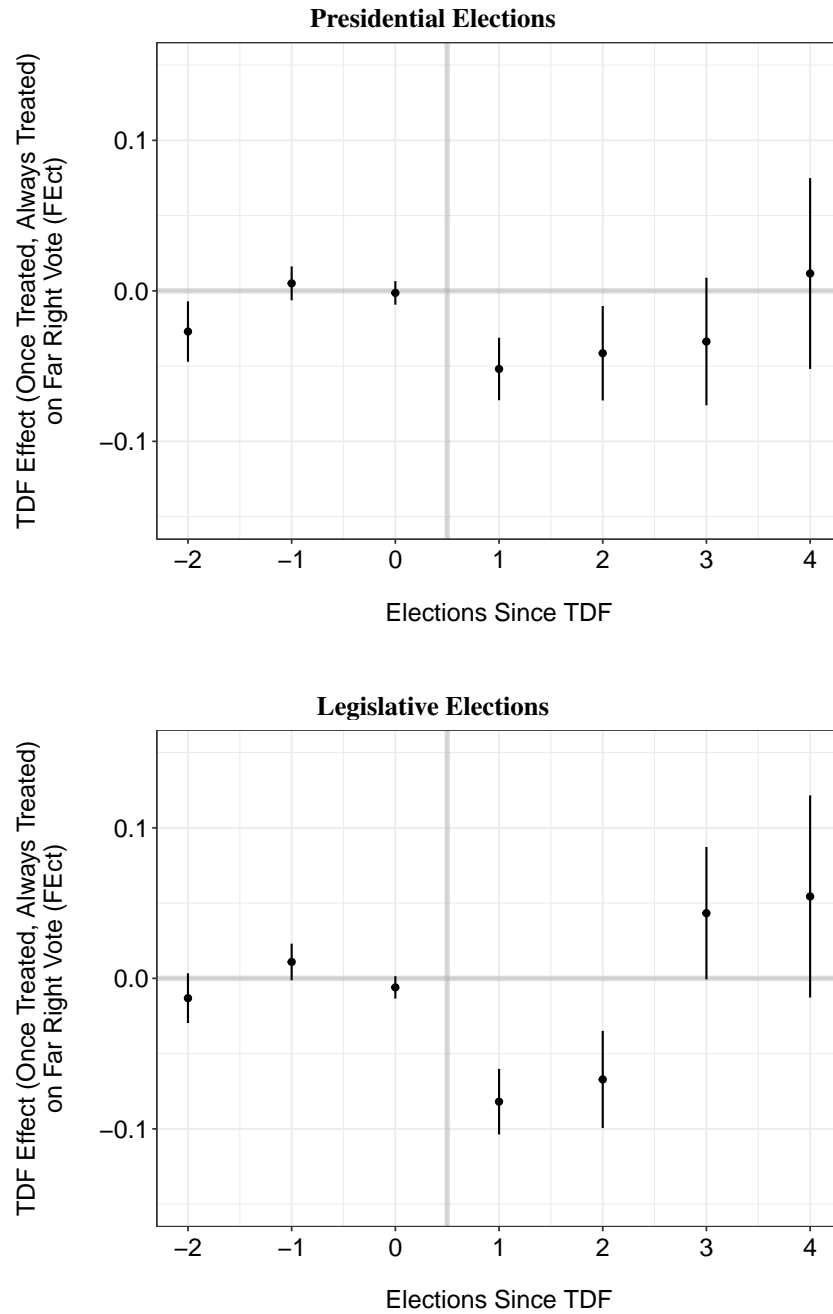 Presidential Elections
TDF Effect (Once Treated, Always Treated)
on Far Right Vote (FEct)
0.1
0.0
−0.1
−2 −1 0 1 2 3 4
Elections Since TDF
Legislative Elections
TDF Effect (Once Treated, Always Treated)
on Far Right Vote (FEct)
0.1
0.0
−0.1
−2 −1 0 1 2 3 4
Elections Since TDF